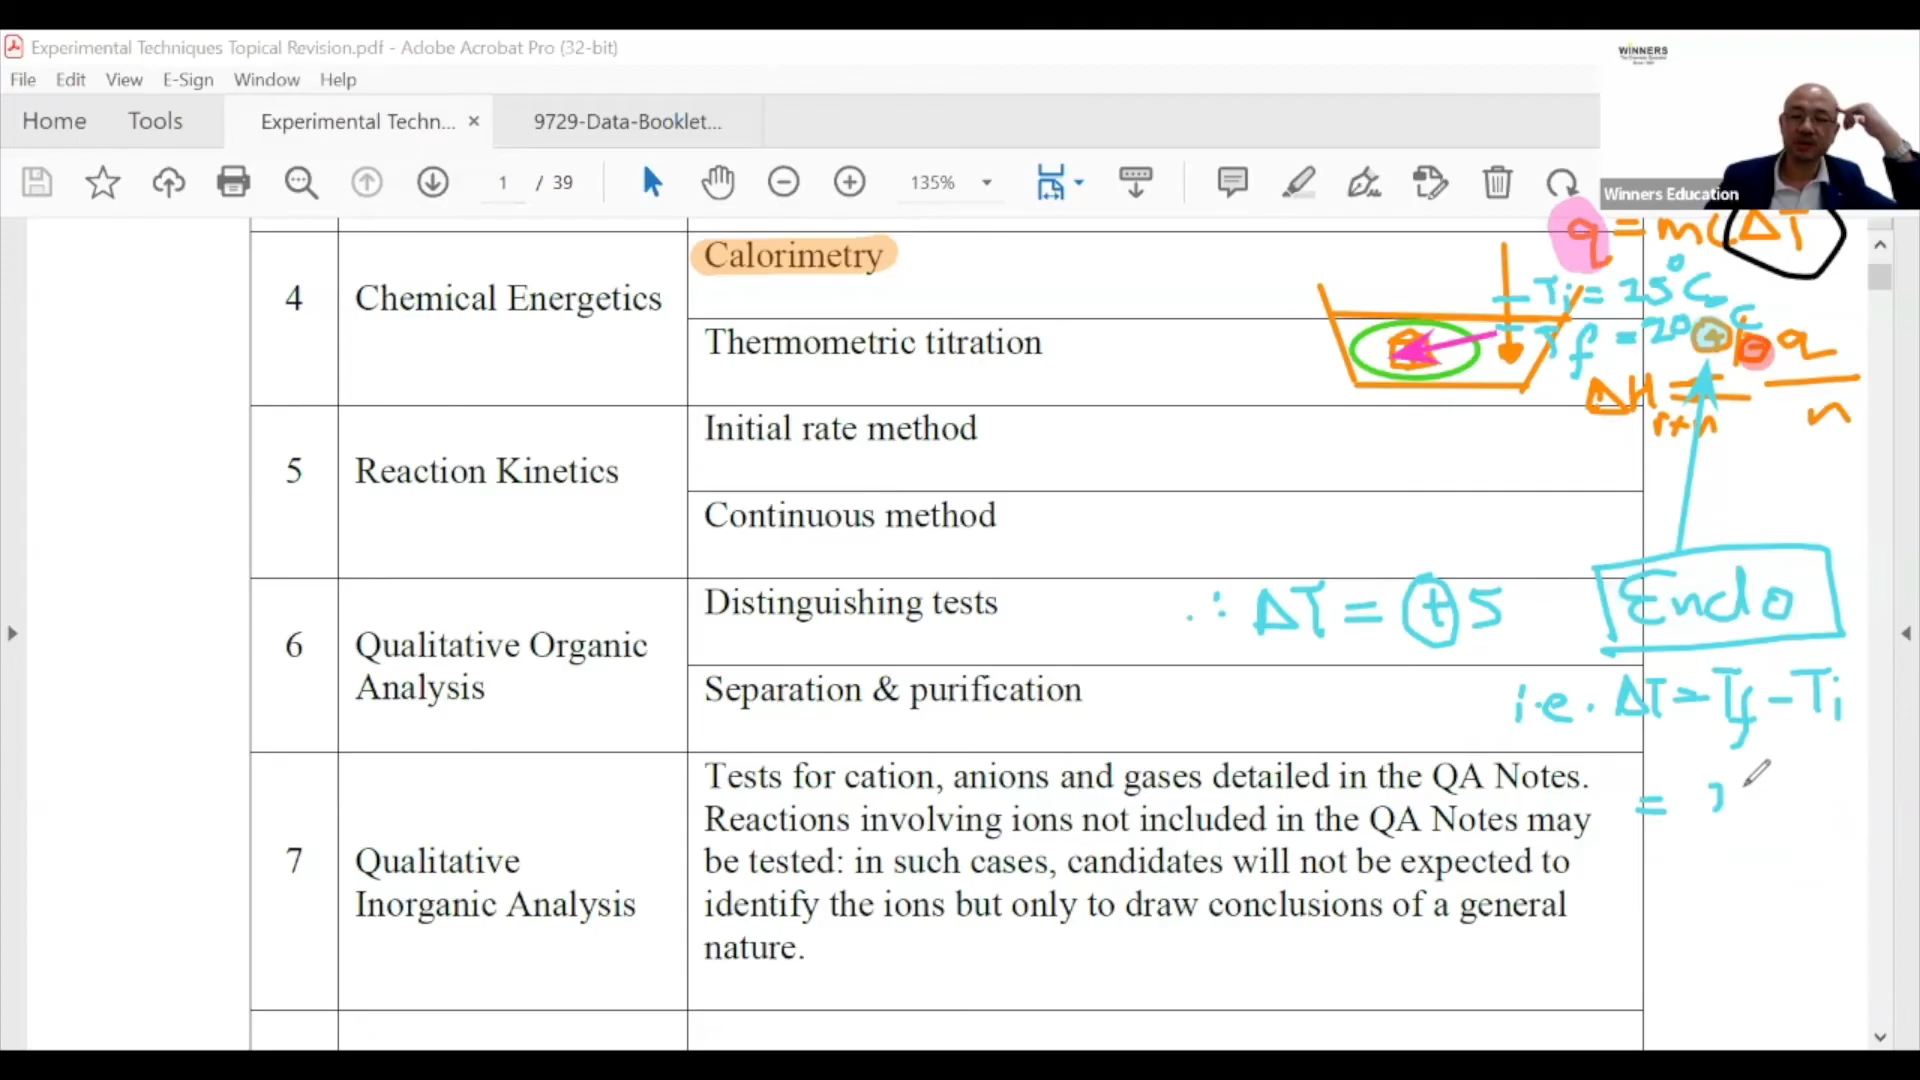 Experimental Techniques Topical Revision.pdf - Adobe Acrobat Pro (32-bit)
WINNERS
File Edit View E-Sign Window Help
Home Tools Experimental Techn... × 9729-Data-Booklet...
1 / 39 135%
Winners Education
q = mc ΔT
4 Chemical Energetics
Calorimetry
Ti = 25°C
Tf = 20°C
Thermometric titration
ΔHrxn = + - q/n
5 Reaction Kinetics
Initial rate method
Continuous method
6 Qualitative Organic Analysis
Distinguishing tests
∴ ΔT = +5
Endo
Separation & purification
i.e. ΔT = Tf - Ti
=
7 Qualitative Inorganic Analysis
Tests for cation, anions and gases detailed in the QA Notes.
Reactions involving ions not included in the QA Notes may
be tested: in such cases, candidates will not be expected to
identify the ions but only to draw conclusions of a general
nature.